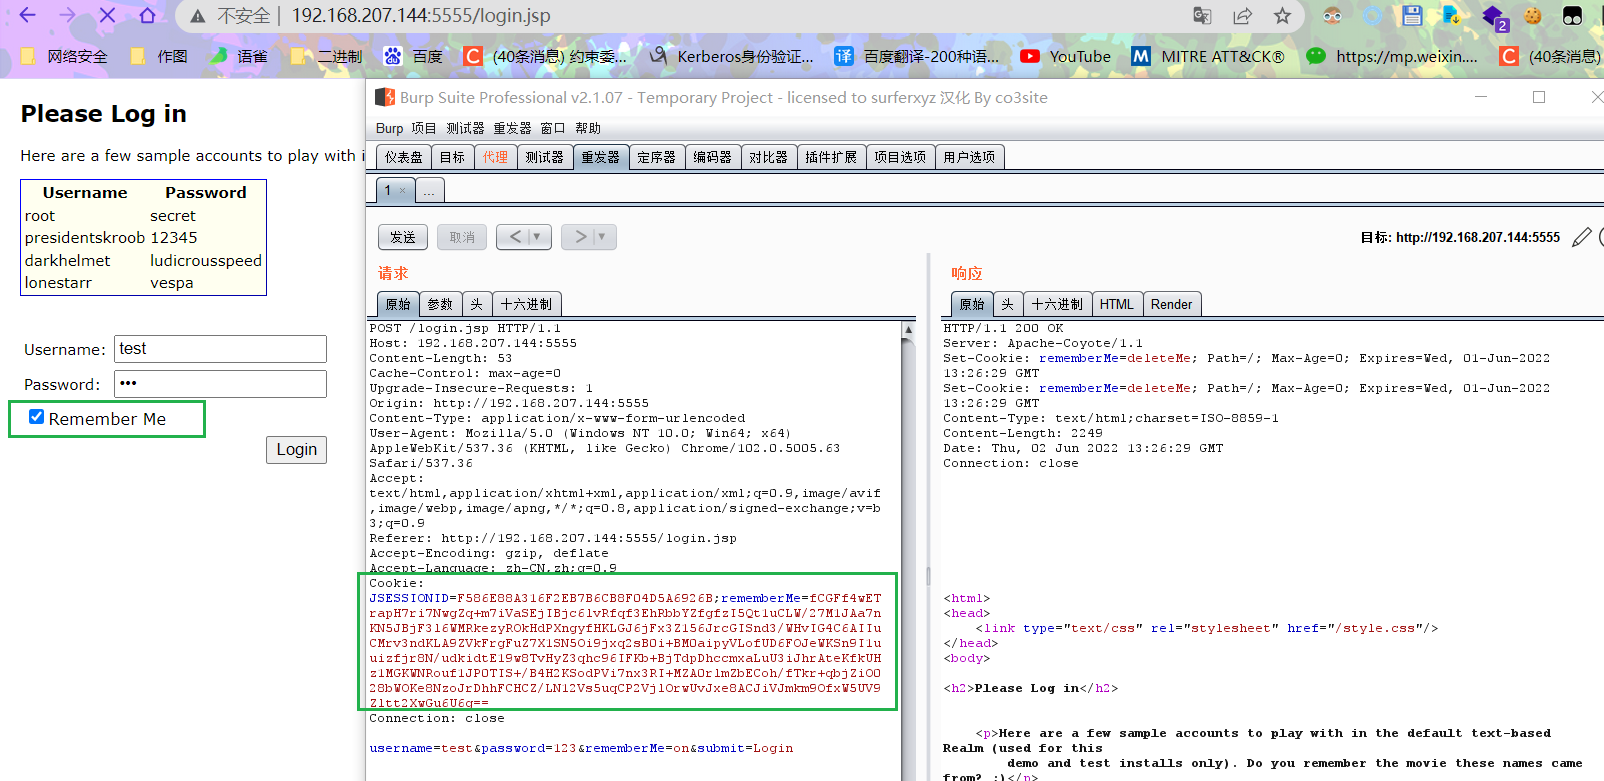 不安全 | 192.168.207.144:5555/login.jsp
2
网络安全 作图 语雀 二进制 百度 (40条消息) 约束委... Kerberos身份验证... 百度翻译-200种语... YouTube MITRE ATT&CK® https://mp.weixin.... (40条消息)
Please Log in
Here are a few sample accounts to play with i
Username Password
root secret
presidentskroob 12345
darkhelmet ludicrousspeed
lonestarr vespa
Username: test
Password: •••
Remember Me
Login
Burp Suite Professional v2.1.07 - Temporary Project - licensed to surferxyz 汉化 By co3site
Burp 项目 测试器 重发器 窗口 帮助
仪表盘 目标 代理 测试器 重发器 定序器 编码器 对比器 插件扩展 项目选项 用户选项
1 × ...
发送 取消 < | ▼ > | ▼
目标: http://192.168.207.144:5555
请求
原始 参数 头 十六进制
POST /login.jsp HTTP/1.1
Host: 192.168.207.144:5555
Content-Length: 53
Cache-Control: max-age=0
Upgrade-Insecure-Requests: 1
Origin: http://192.168.207.144:5555
Content-Type: application/x-www-form-urlencoded
User-Agent: Mozilla/5.0 (Windows NT 10.0; Win64; x64)
AppleWebKit/537.36 (KHTML, like Gecko) Chrome/102.0.5005.63
Safari/537.36
Accept:
text/html,application/xhtml+xml,application/xml;q=0.9,image/avif
,image/webp,image/apng,*/*;q=0.8,application/signed-exchange;v=b
3;q=0.9
Referer: http://192.168.207.144:5555/login.jsp
Accept-Encoding: gzip, deflate
Accept-Language: zh-CN,zh;q=0.9
Cookie:
JSESSIONID=F586E88A316F2EB7B6CB8F04D5A6926B;rememberMe=fCGFf4wET
Connection: close
username=test&password=123&rememberMe=on&submit=Login
响应
原始 头 十六进制 HTML Render
HTTP/1.1 200 OK
Server: Apache-Coyote/1.1
Set-Cookie: rememberMe=deleteMe; Path=/; Max-Age=0; Expires=Wed, 01-Jun-2022
13:26:29 GMT
Set-Cookie: rememberMe=deleteMe; Path=/; Max-Age=0; Expires=Wed, 01-Jun-2022
13:26:29 GMT
Content-Type: text/html;charset=ISO-8859-1
Content-Length: 2249
Date: Thu, 02 Jun 2022 13:26:29 GMT
Connection: close
<html>
<head>
<link type="text/css" rel="stylesheet" href="/style.css"/>
</head>
<body>
<h2>Please Log in</h2>
<p>Here are a few sample accounts to play with in the default text-based
Realm (used for this
demo and test installs only). Do you remember the movie these names came
from? ;)</p>